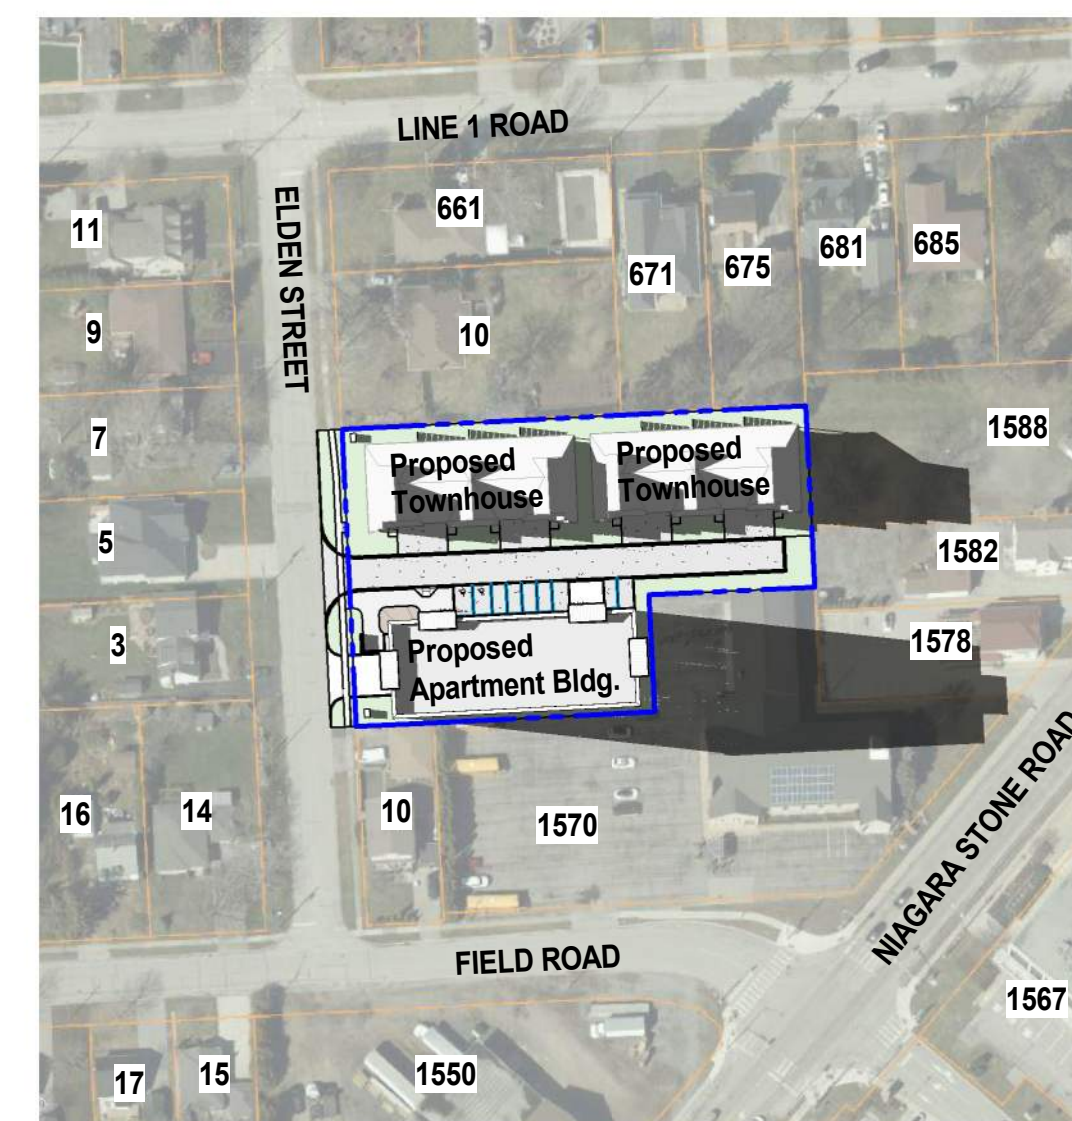 LINE 1 ROAD
ELDEN STREET
11
661
671
675
681
685
9
10
7
1588
Proposed
Townhouse
Proposed
Townhouse
5
1582
3
1578
Proposed
Apartment Bldg.
16
14
10
1570
NIAGARA STONE ROAD
FIELD ROAD
1567
17
15
1550